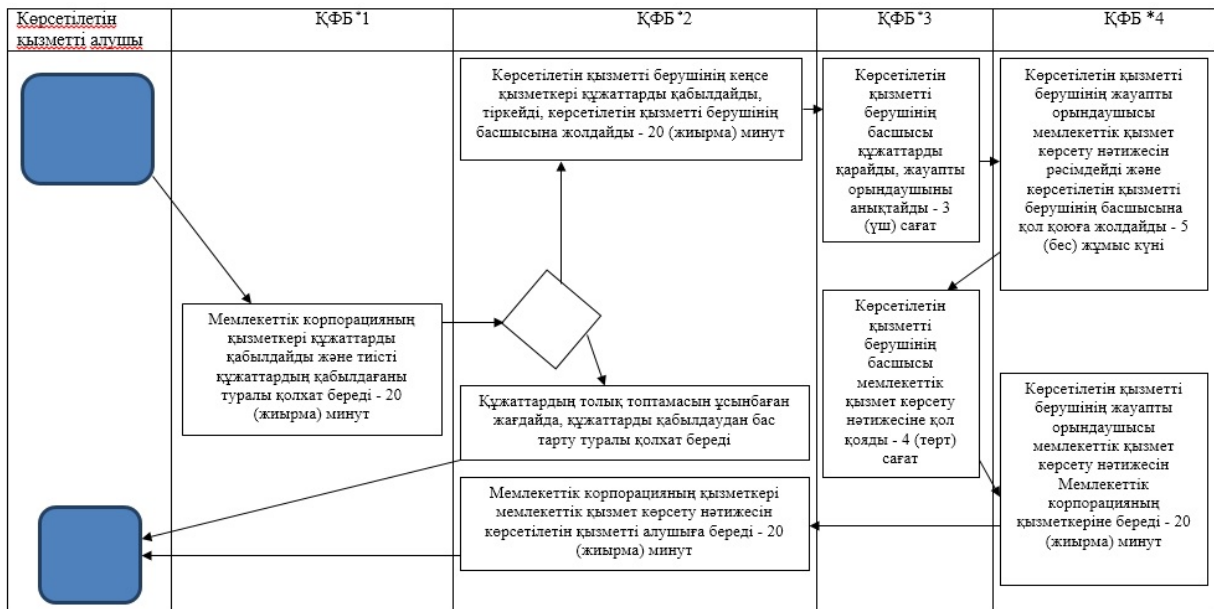 Көрсетілетін
қызметті алушы
ҚФБ *1
ҚФБ *2
ҚФБ *3
ҚФБ *4
Көрсетілетін қызметті берушінің кеңсе
қызметкері құжаттарды қабылдайды,
тіркейді, көрсетілетін қызметті берушінің
басшысына жолдайды - 20 (жиырма) минут
Көрсетілетін
қызметті
берушінің
басшысы
құжаттарды
қарайды, жауапты
орындаушыны
анықтайды - 3
(үш) сағат
Көрсетілетін қызметті
берушінің жауапты
орындаушысы
мемлекеттік қызмет
көрсету нәтижесін
рәсімдейді және
көрсетілетін қызметті
берушінің басшысына
қол қоюға жолдайды - 5
(бес) жұмыс күні
Мемлекеттік корпорацияның
қызметкері құжаттарды
қабылдайды және тиісті
құжаттардың қабылдағаны
туралы қолхат береді - 20
(жиырма) минут
Құжаттардың толық топтамасын ұсынбаған
жағдайда, құжаттарды қабылдаудан бас
тарту туралы қолхат береді
Көрсетілетін
қызметті
берушінің
басшысы
мемлекеттік
қызмет көрсету
нәтижесіне қол
қояды - 4 (төрт)
сағат
Көрсетілетін қызметті
берушінің жауапты
орындаушысы
мемлекеттік қызмет
көрсету нәтижесін
Мемлекеттік
корпорацияның
қызметкеріне береді - 20
(жиырма) минут
Мемлекеттік корпорацияның қызметкері
мемлекеттік қызмет көрсету нәтижесін
көрсетілетін қызметті алушыға береді - 20
(жиырма) минут